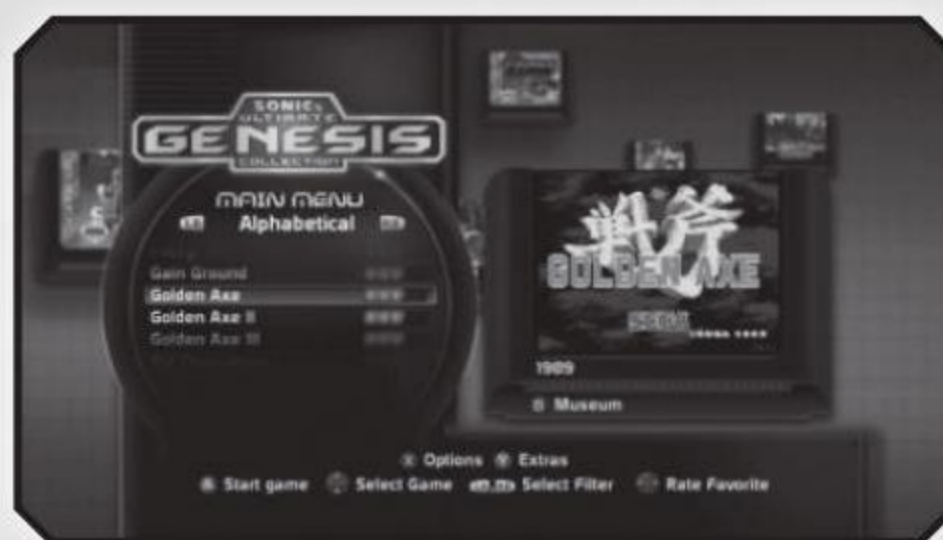 SONIC's
ULTIMATE
GENESIS
COLLECTION
MAIN MENU
Alphabetical
Gain Ground
Golden Axe
Golden Axe II
Golden Axe III
戦斧
GOLDEN AXE
SEGA
1989
Museum
Options Extras
Start game Select Game Select Filter Rate Favorite